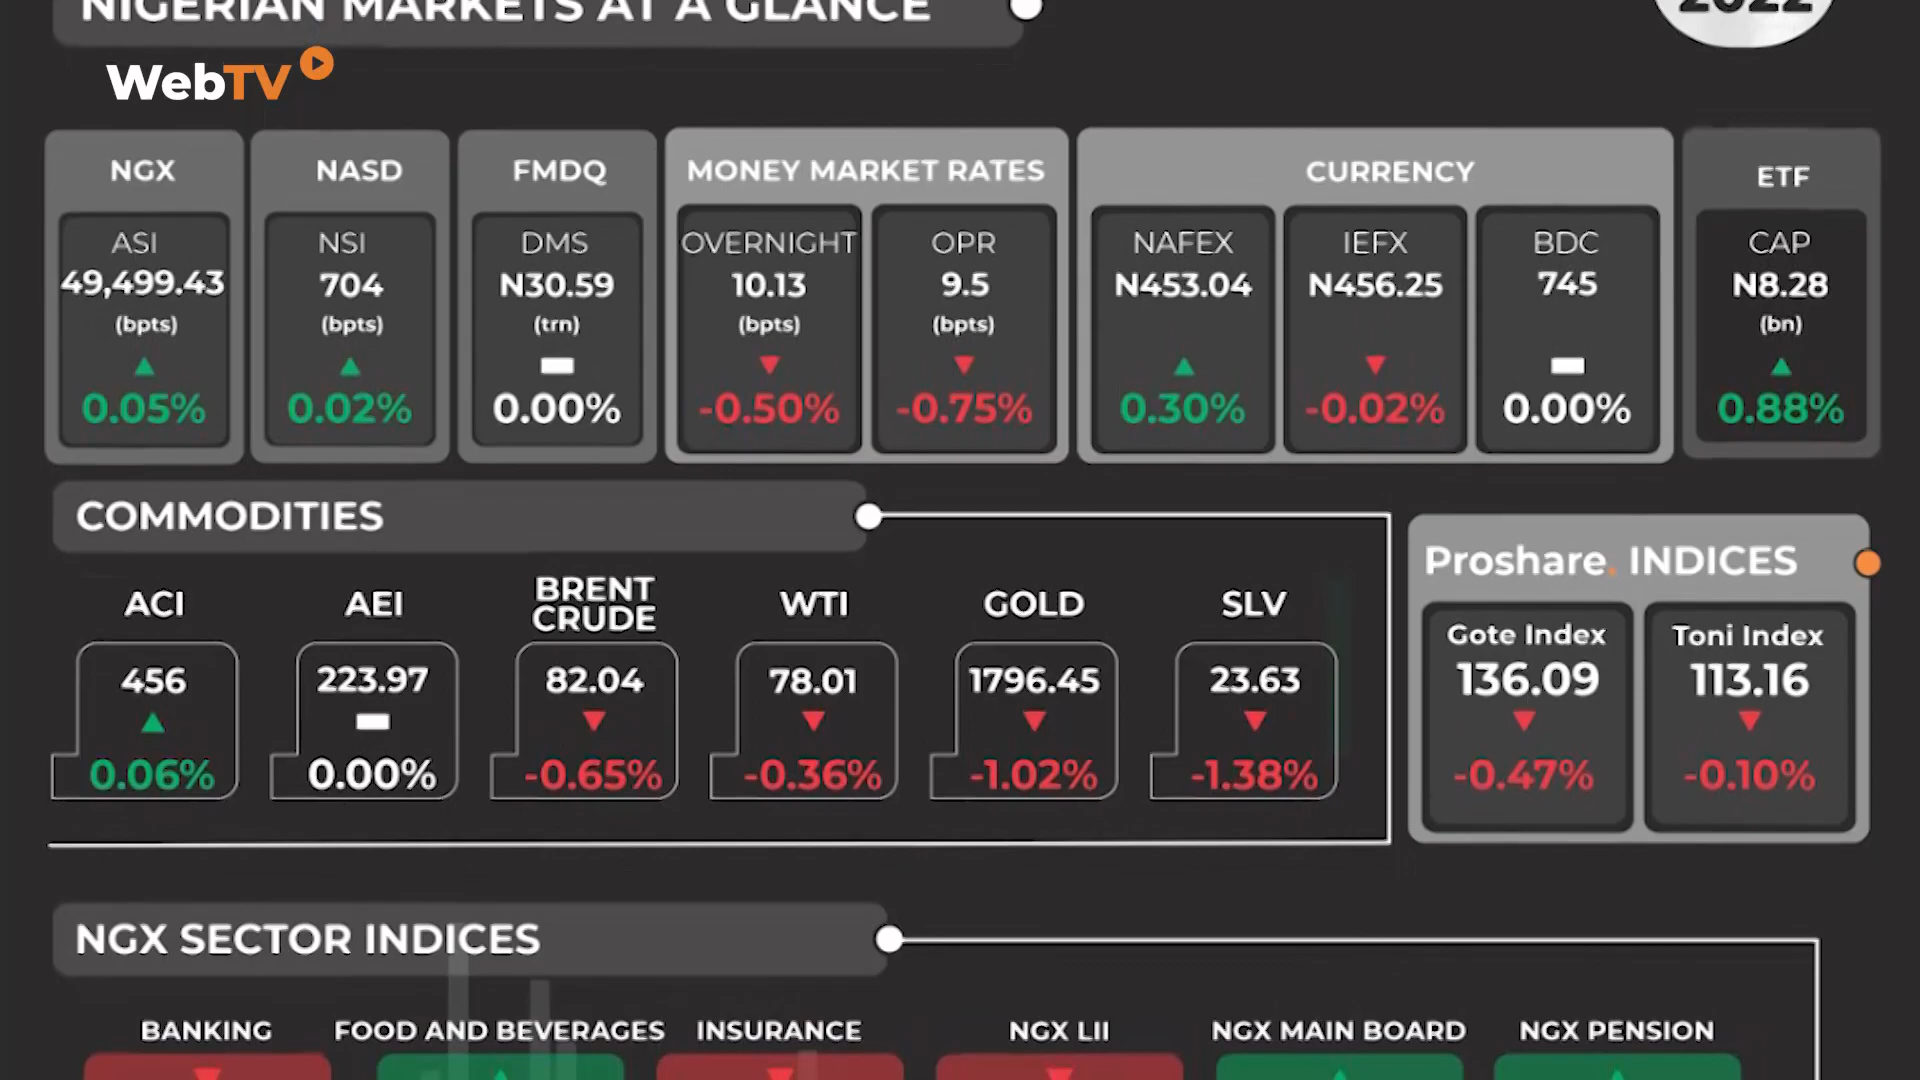 NIGERIAN MARKETS AT A GLANCE
2022
WebTV
NGX
NASD
FMDQ
MONEY MARKET RATES
CURRENCY
ETF
ASI
49,499.43
(bpts)
0.05%
NSI
704
(bpts)
0.02%
DMS
N30.59
(trn)
0.00%
OVERNIGHT
10.13
(bpts)
-0.50%
OPR
9.5
(bpts)
-0.75%
NAFEX
N453.04
0.30%
IEFX
N456.25
-0.02%
BDC
745
0.00%
CAP
N8.28
(bn)
0.88%
COMMODITIES
ACI
456
0.06%
AEI
223.97
0.00%
BRENT
CRUDE
82.04
-0.65%
WTI
78.01
-0.36%
GOLD
1796.45
-1.02%
SLV
23.63
-1.38%
Proshare. INDICES
Gote Index
136.09
-0.47%
Toni Index
113.16
-0.10%
NGX SECTOR INDICES
BANKING
FOOD AND BEVERAGES
INSURANCE
NGX LII
NGX MAIN BOARD
NGX PENSION